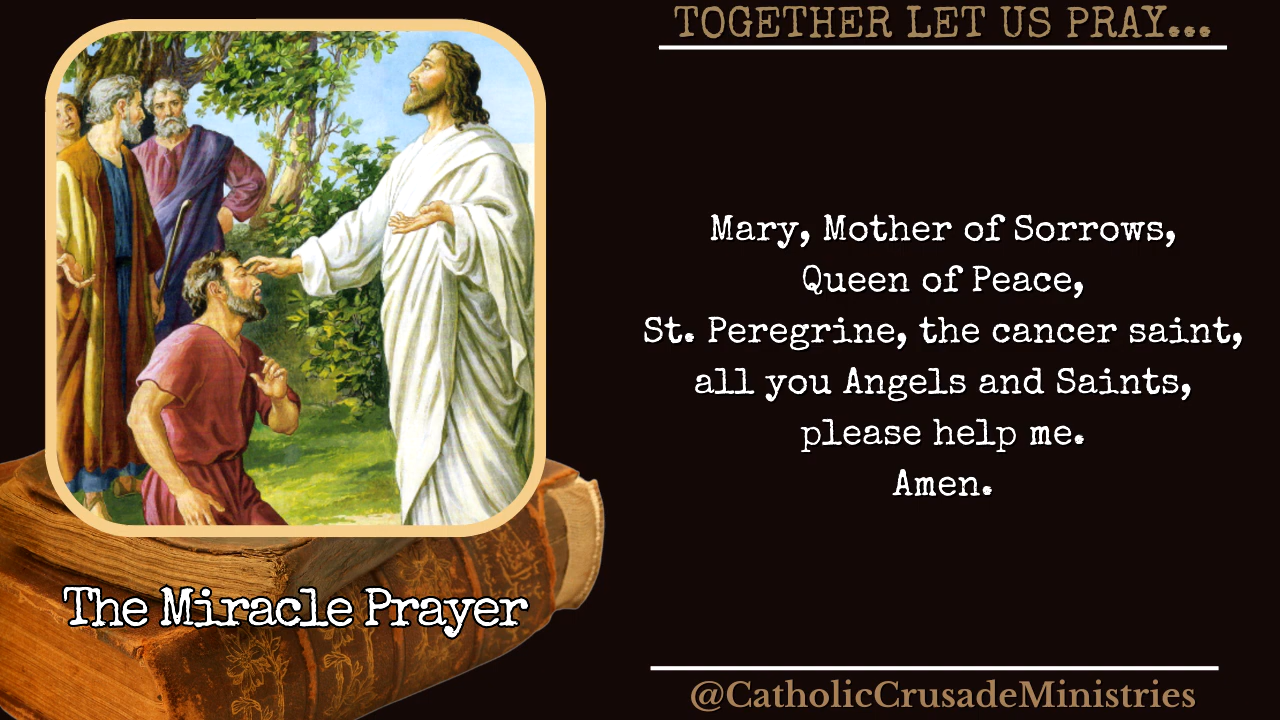 TOGETHER LET US PRAY...
Mary, Mother of Sorrows,
Queen of Peace,
St. Peregrine, the cancer saint,
all you Angels and Saints,
please help me.
Amen.
The Miracle Prayer
@CatholicCrusadeMinistries